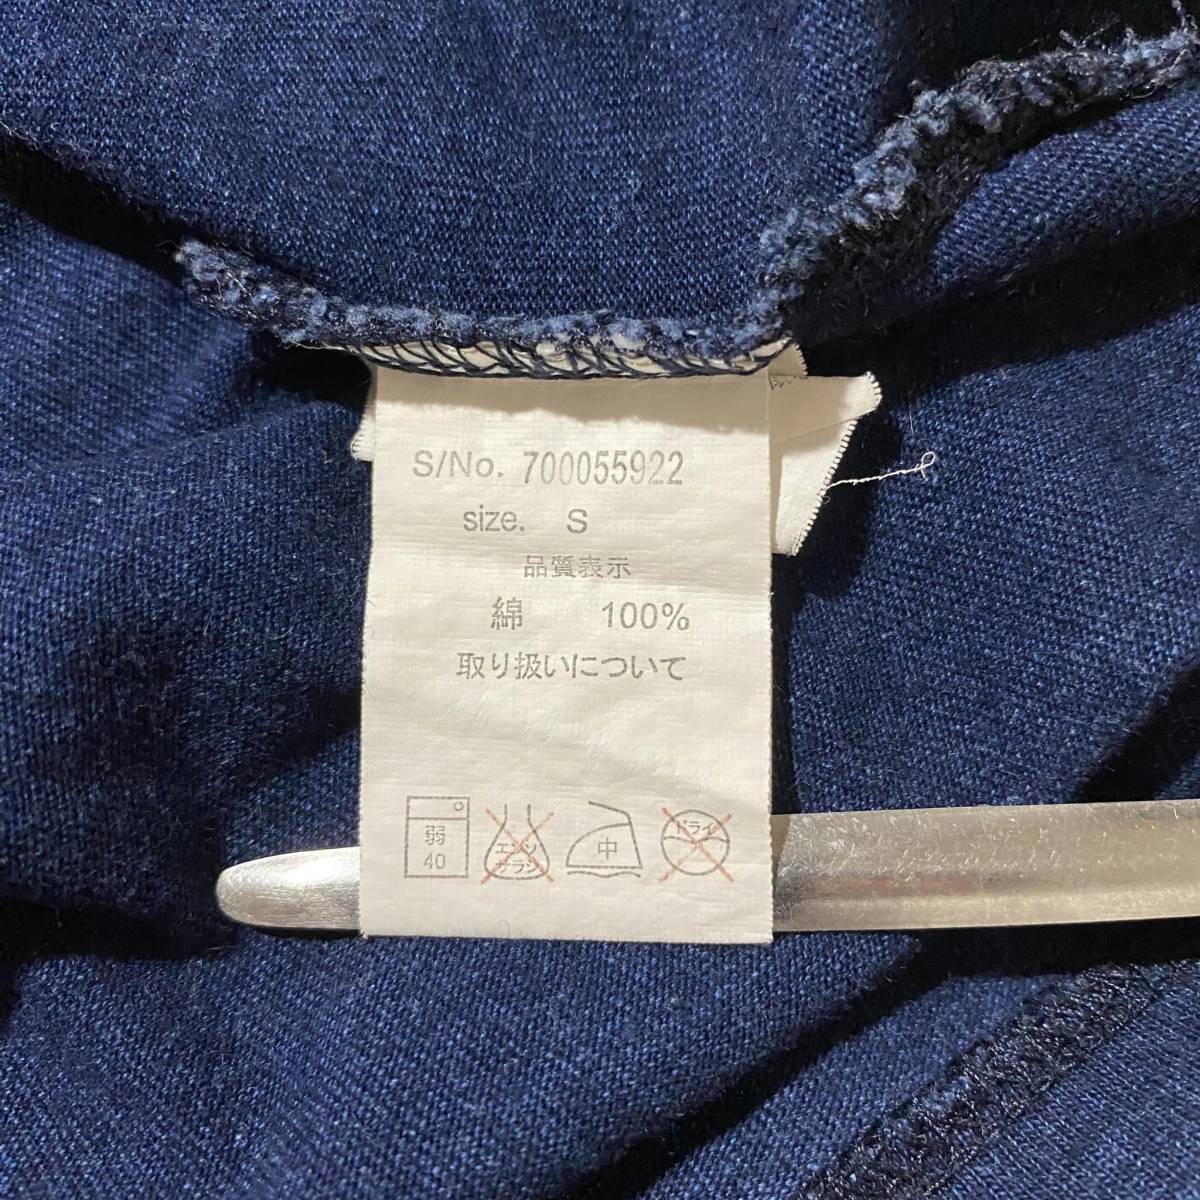 S/No. 700055922
size. S
品質表示
綿 100%
取り扱いについて
弱
40
エンソ
サラシ
中
ドライ